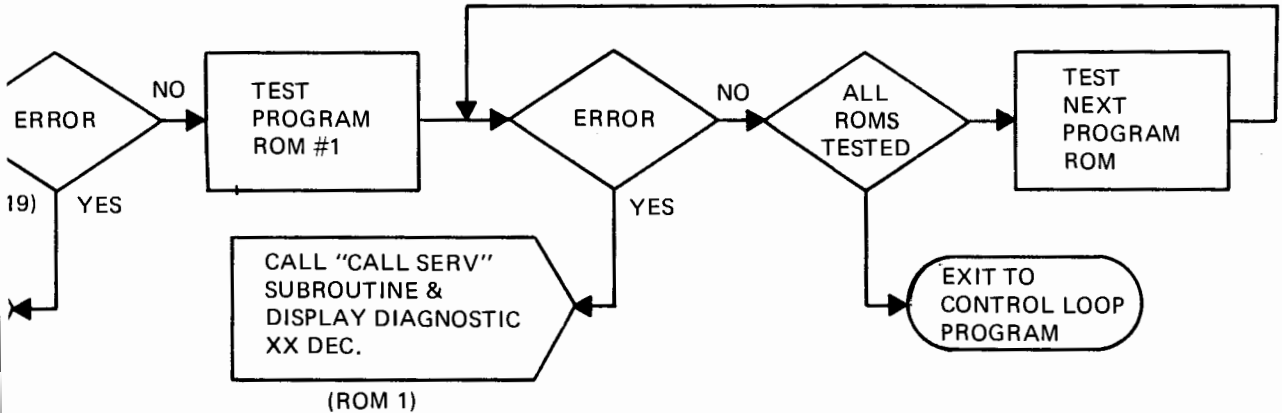 ERROR
NO
19)
YES
TEST
PROGRAM
ROM #1
ERROR
NO
YES
CALL "CALL SERV"
SUBROUTINE &
DISPLAY DIAGNOSTIC
XX DEC.
(ROM 1)
ALL
ROMS
TESTED
TEST
NEXT
PROGRAM
ROM
EXIT TO
CONTROL LOOP
PROGRAM